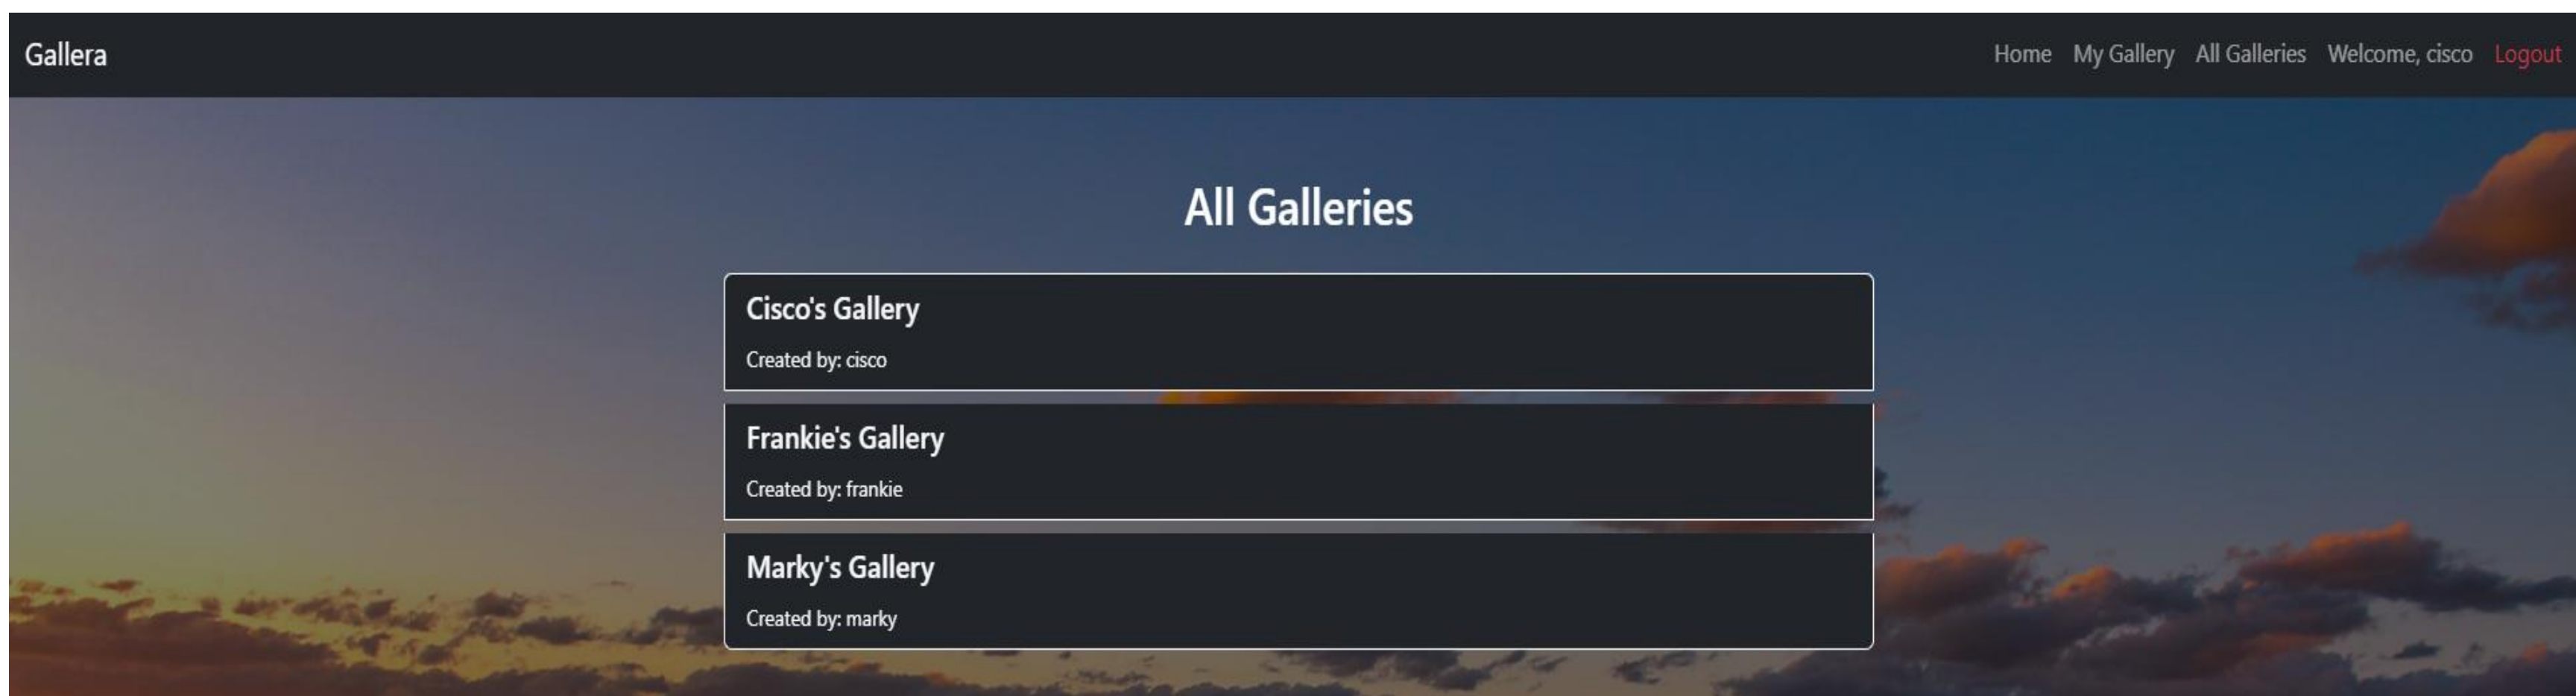 Gallera
Home My Gallery All Galleries Welcome, cisco Logout
All Galleries
Cisco's Gallery
Created by: cisco
Frankie's Gallery
Created by: frankie
Marky's Gallery
Created by: marky